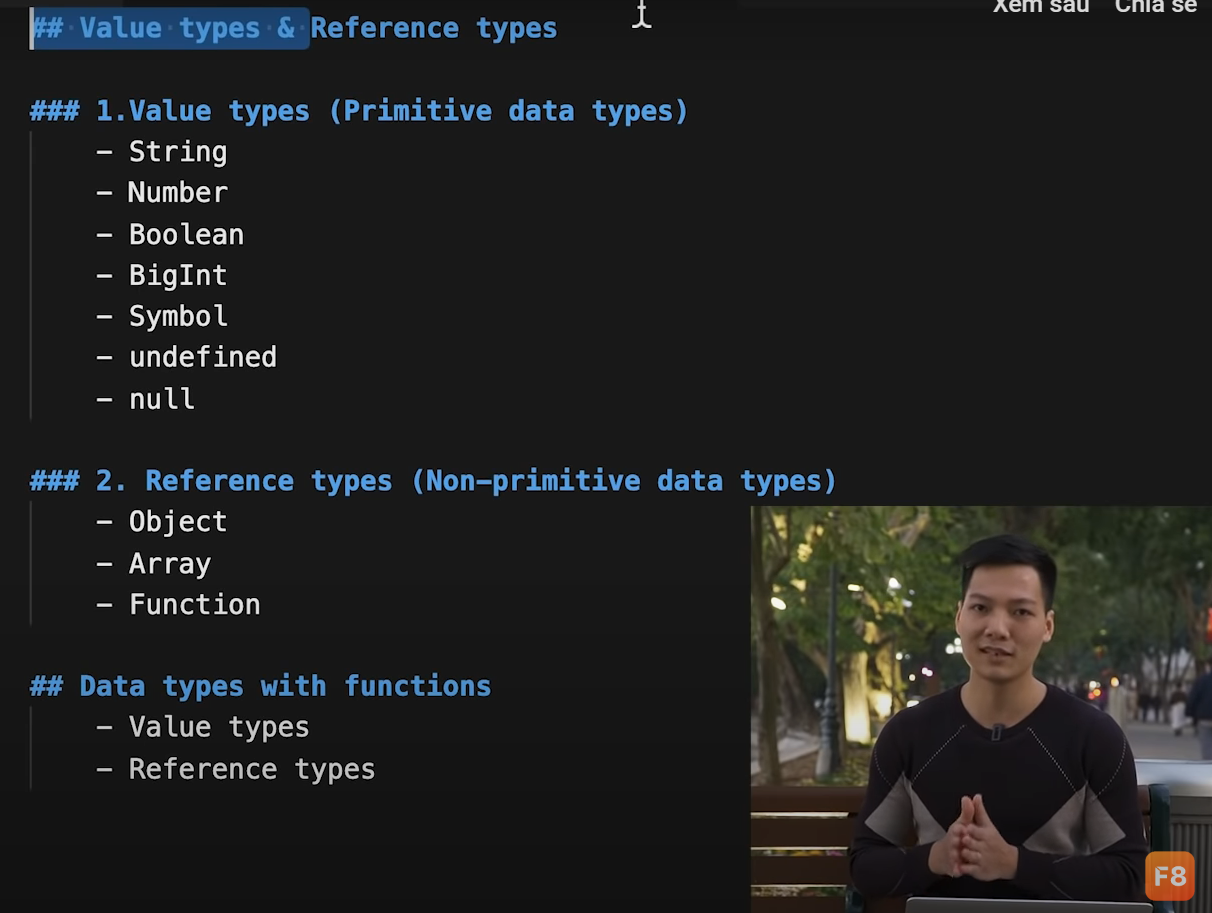 Xem sau Chia sẻ
## Value types & Reference types
### 1.Value types (Primitive data types)
- String
- Number
- Boolean
- BigInt
- Symbol
- undefined
- null
### 2. Reference types (Non-primitive data types)
- Object
- Array
- Function
## Data types with functions
- Value types
- Reference types
F8